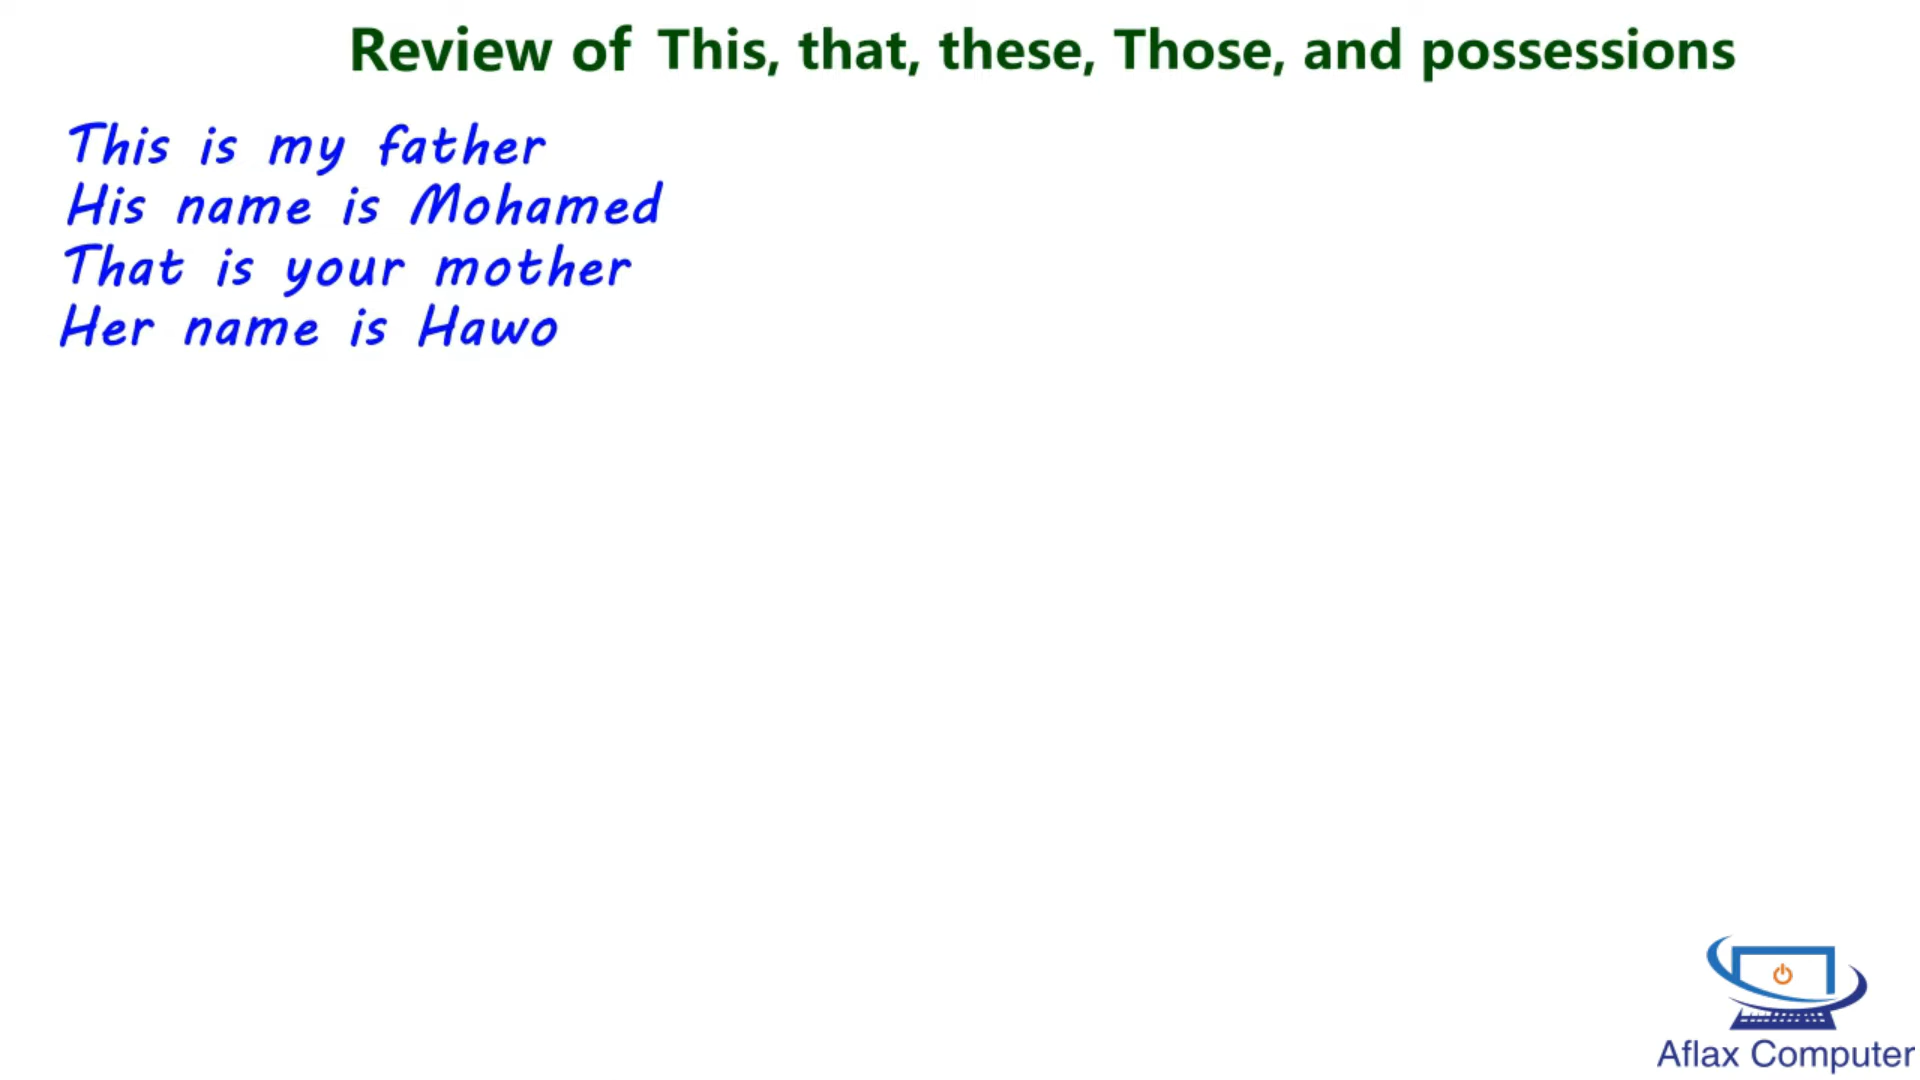 Review of This, that, these, Those, and possessions
This is my father
His name is Mohamed
That is your mother
Her name is Hawo
Aflax Computer